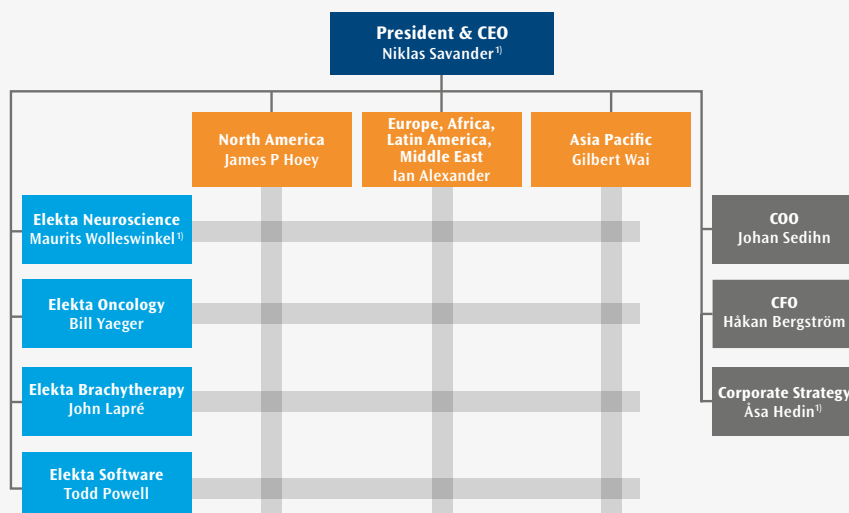 President & CEO
Niklas Savander 1)
North America
James P Hoey
Europe, Africa,
Latin America,
Middle East
Ian Alexander
Asia Pacific
Gilbert Wai
Elekta Neuroscience
Maurits Wolleswinkel 1)
Elekta Oncology
Bill Yaeger
Elekta Brachytherapy
John Lapré
Elekta Software
Todd Powell
COO
Johan Sedihn
CFO
Håkan Bergström
Corporate Strategy
Åsa Hedin 1)